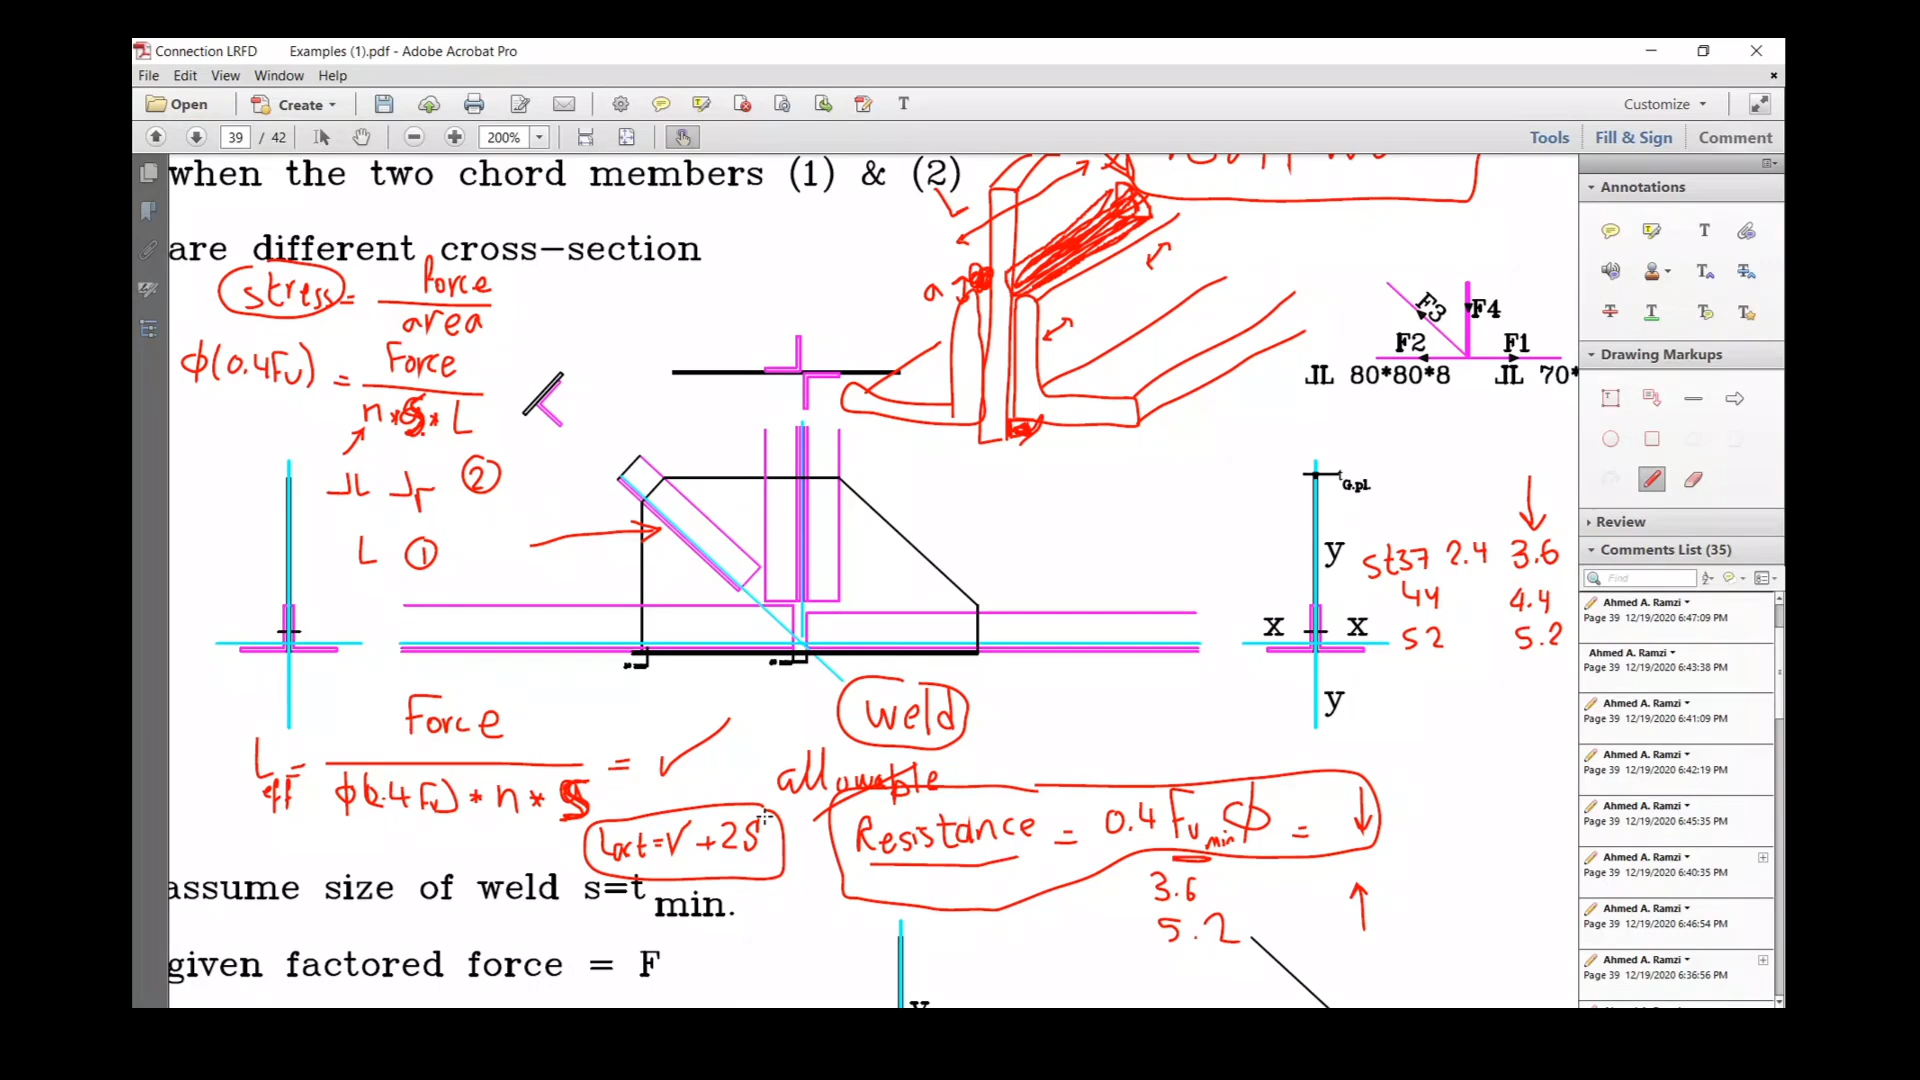 Connection LRFD Examples (1).pdf - Adobe Acrobat Pro
File Edit View Window Help
Open Create Customize
39 / 42 200% Tools Fill & Sign Comment
when the two chord members (1) & (2)
are different cross-section
stress = Force / area
φ(0.4Fu) = Force / n * S * L
②
L ①
L
a
F3 F4
F2 F1
80*80*8 70*
tG.pl.
y
x x
y
st37 2.4 3.6
44 4.4
52 5.2
weld
Leff = Force / φ(0.4Fu) * n * S = ✓
Lact = ✓ + 2S
allowable
Resistance = 0.4 Fu min φ =
3.6
5.2
assume size of weld s=t min.
given factored force = F
y
Annotations
Drawing Markups
Review
Comments List (35)
Find
Ahmed A. Ramzi
Page 39 12/19/2020 6:47:09 PM
Ahmed A. Ramzi
Page 39 12/19/2020 6:43:38 PM
Ahmed A. Ramzi
Page 39 12/19/2020 6:41:09 PM
Ahmed A. Ramzi
Page 39 12/19/2020 6:42:19 PM
Ahmed A. Ramzi
Page 39 12/19/2020 6:45:35 PM
Ahmed A. Ramzi
Page 39 12/19/2020 6:40:35 PM
Ahmed A. Ramzi
Page 39 12/19/2020 6:46:54 PM
Ahmed A. Ramzi
Page 39 12/19/2020 6:36:56 PM